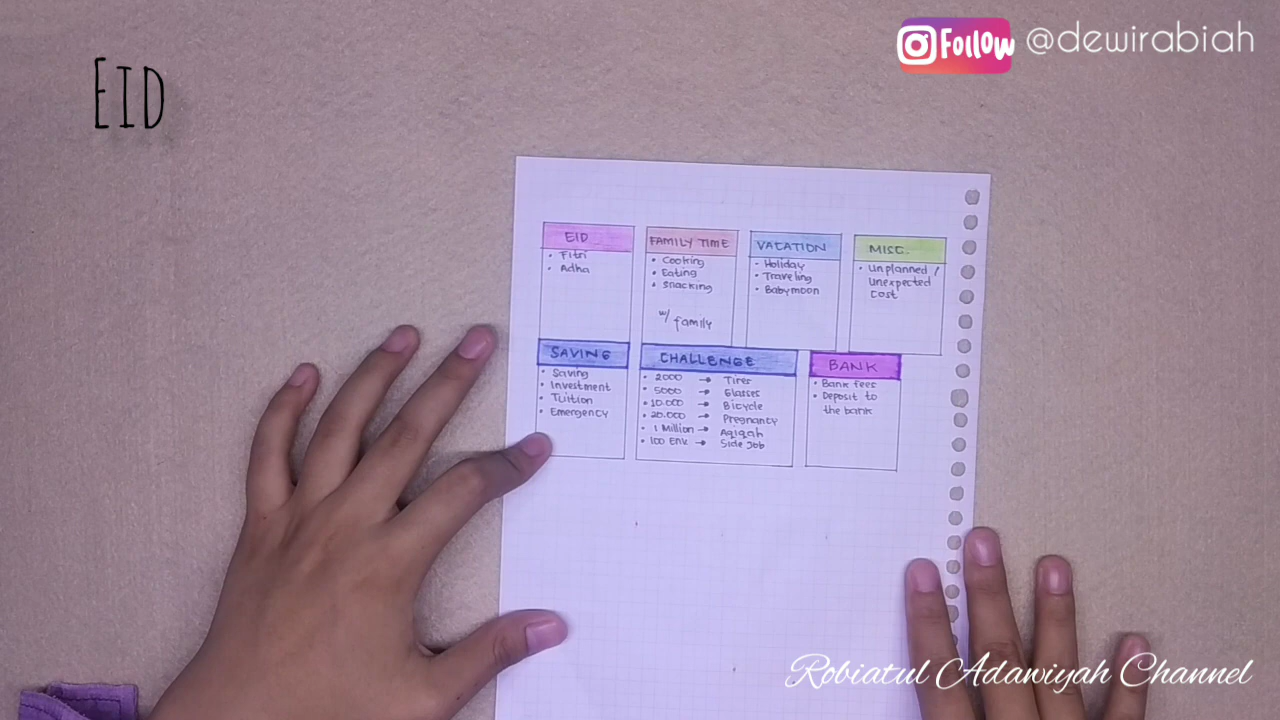 EID
Follow @dewirabiah
EID
• Fitri
• Adha
FAMILY TIME
• Cooking
• Eating
• Snacking
w/ family
VACATION
• Holiday
• Traveling
• Babymoon
MISC.
• Unplanned /
Unexpected
Cost
SAVING
• Saving
• Investment
• Tuition
• Emergency
CHALLENGE
• 2000 → Tires
• 5000 → Glasses
• 10.000 → Bicycle
• 20.000 → Pregnancy
• 1 Million → Aqiqah
• 100 Enk → Side Job
BANK
• Bank fees
• Deposit to
the bank
Robiatul Adawiyah Channel